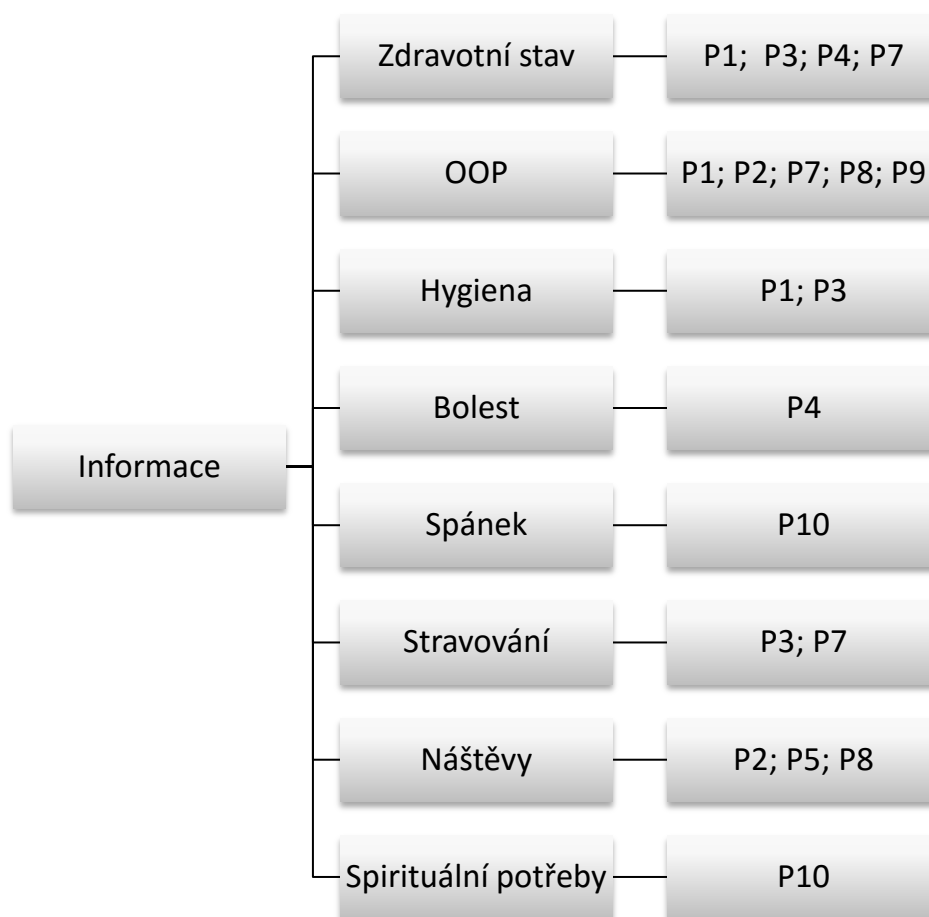 Zdravotní stav
P1;  P3; P4; P7
OOP
P1; P2; P7; P8; P9
Hygiena
P1; P3
Bolest
P4
Informace
Spánek
P10
Stravování
P3; P7
Náštěvy
P2; P5; P8
Spirituální potřeby
P10